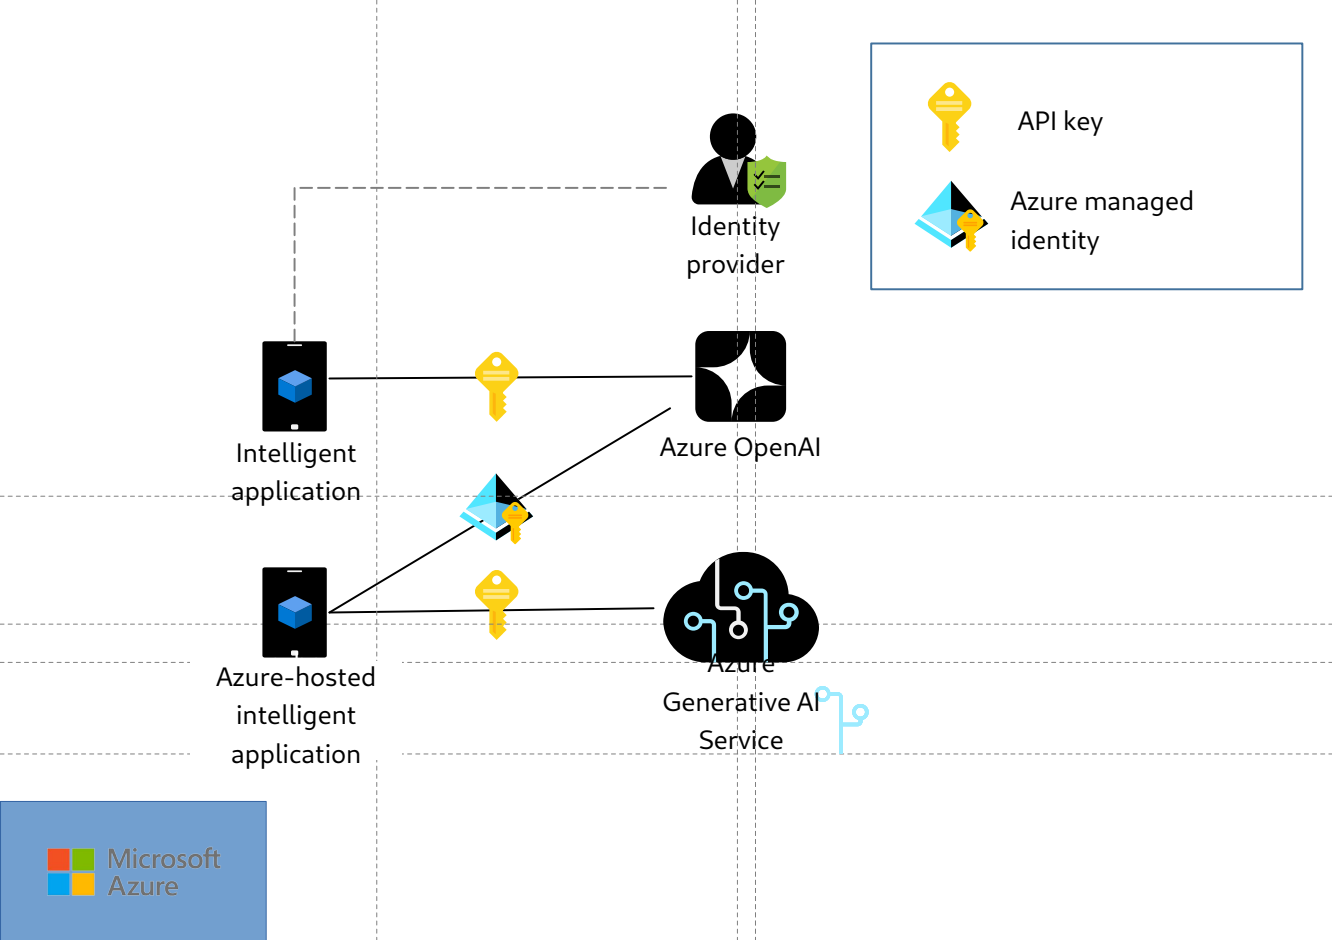 API key
Azure managed
identity
Identity
provider
Intelligent
application
Azure OpenAI
Azure-hosted
intelligent
application
Azure
Generative AI
Service
Microsoft
Azure